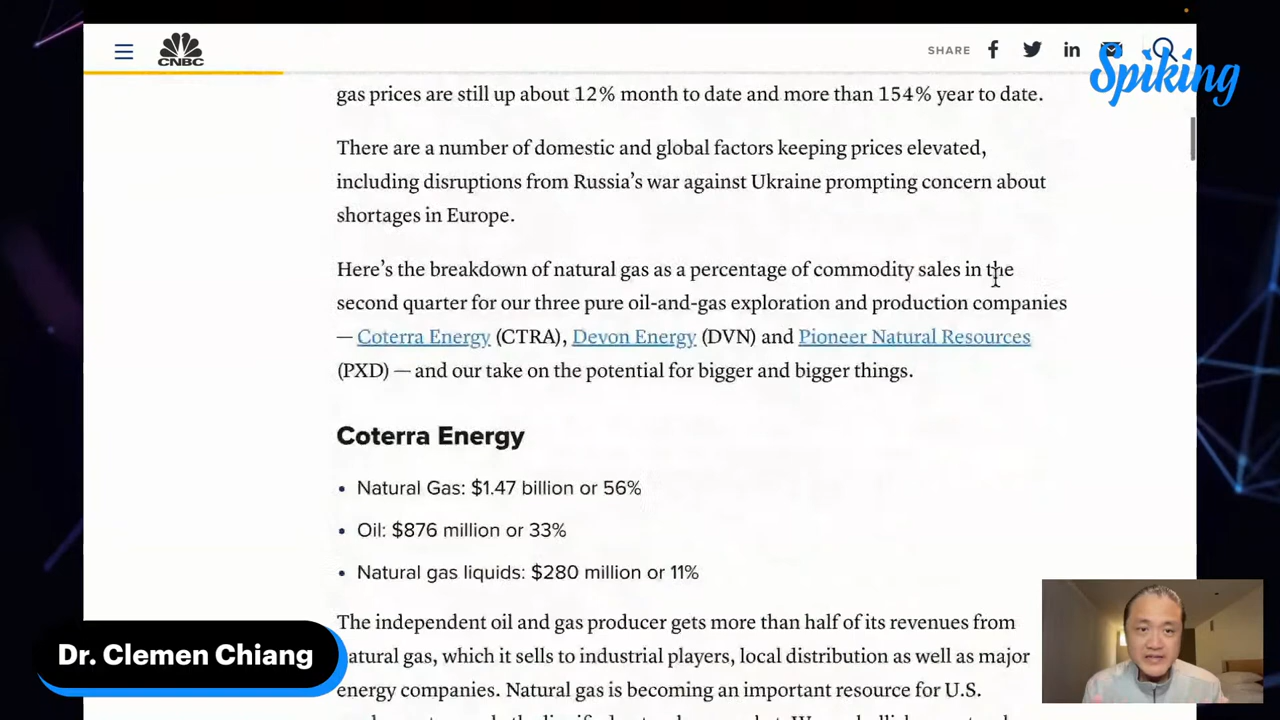 CNBC
SHARE
Spiking
gas prices are still up about 12% month to date and more than 154% year to date.
There are a number of domestic and global factors keeping prices elevated,
including disruptions from Russia’s war against Ukraine prompting concern about
shortages in Europe.
Here’s the breakdown of natural gas as a percentage of commodity sales in the
second quarter for our three pure oil-and-gas exploration and production companies
— Coterra Energy (CTRA), Devon Energy (DVN) and Pioneer Natural Resources
(PXD) — and our take on the potential for bigger and bigger things.
Coterra Energy
• Natural Gas: $1.47 billion or 56%
• Oil: $876 million or 33%
• Natural gas liquids: $280 million or 11%
The independent oil and gas producer gets more than half of its revenues from
natural gas, which it sells to industrial players, local distribution as well as major
energy companies. Natural gas is becoming an important resource for U.S.
Dr. Clemen Chiang